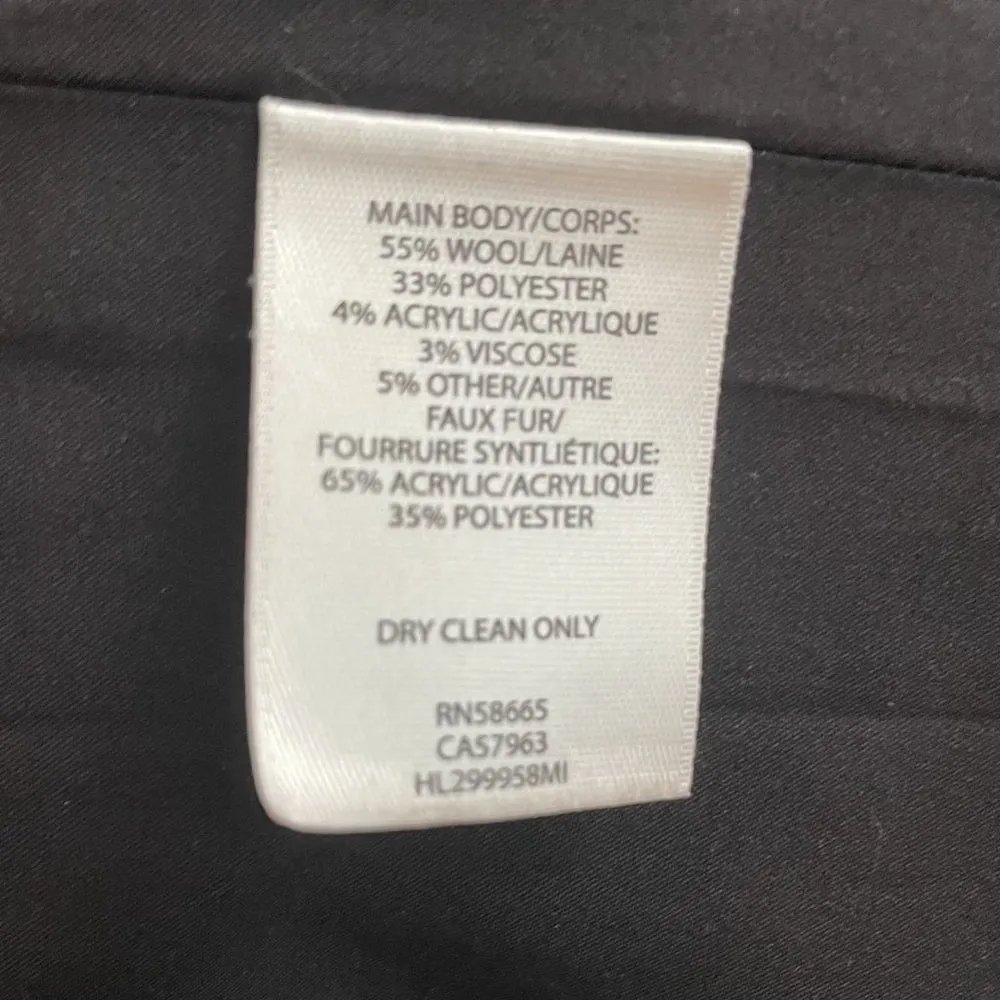 MAIN BODY/CORPS:
55% WOOL/LAINE
33% POLYESTER
4% ACRYLIC/ACRYLIQUE
3% VISCOSE
5% OTHER/AUTRE
FAUX FUR/
FOURRURE SYNTLIÉTIQUE:
65% ACRYLIC/ACRYLIQUE
35% POLYESTER
DRY CLEAN ONLY
RN58665
CA57963
HL299958MI